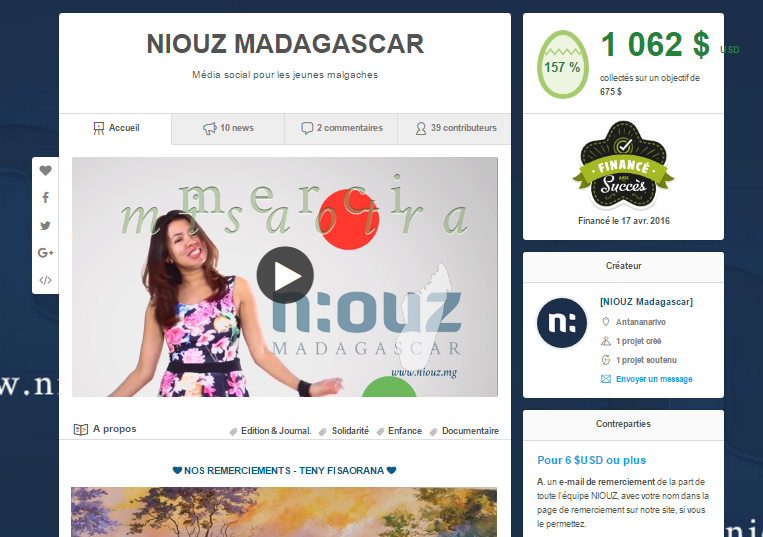 NIOUZ MADAGASCAR
Média social pour les jeunes malgaches
Accueil
10 news
2 commentaires
39 contributeurs
mercir
misaotra
n:ouz
MADAGASCAR
www.niouz.mg
A propos
Edition & Journal.
Solidarité
Enfance
Documentaire
NOS REMERCIEMENTS - TENY FISAORANA
157 %
1 062 $ USD
collectés sur un objectif de
675 $
FINANCÉ
AVEC
Succès
Financé le 17 avr. 2016
Créateur
n:
[NIOUZ Madagascar]
Antananarivo
1 projet créé
1 projet soutenu
Envoyer un message
Contreparties
Pour 6 $USD ou plus
A. un e-mail de remerciement de la part de
toute l'équipe NIOUZ, avec votre nom dans la
page de remerciement sur notre site, si vous
le permettez.
w.ni
ni